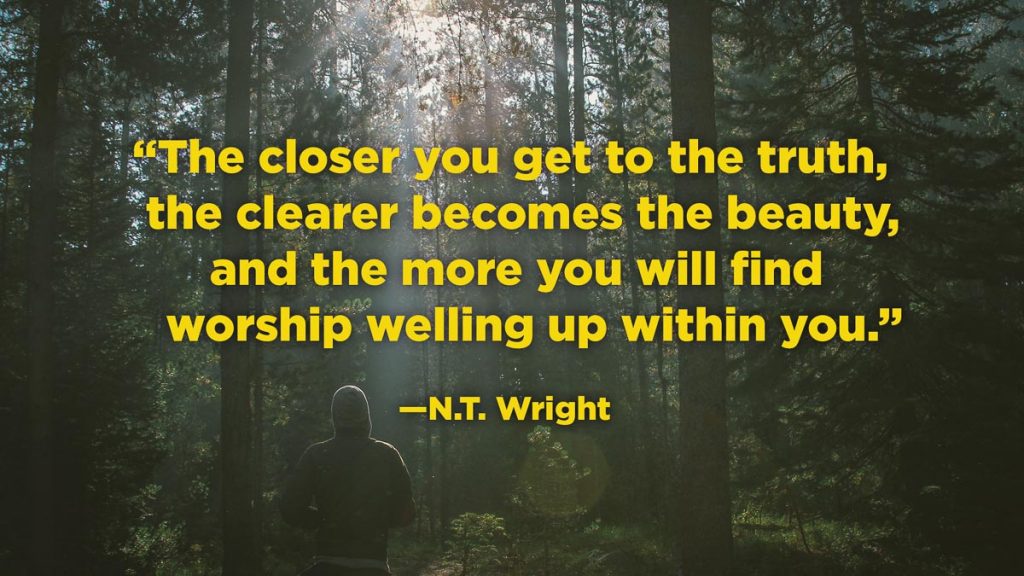 “The closer you get to the truth,
the clearer becomes the beauty,
and the more you will find
worship welling up within you.”
—N.T. Wright